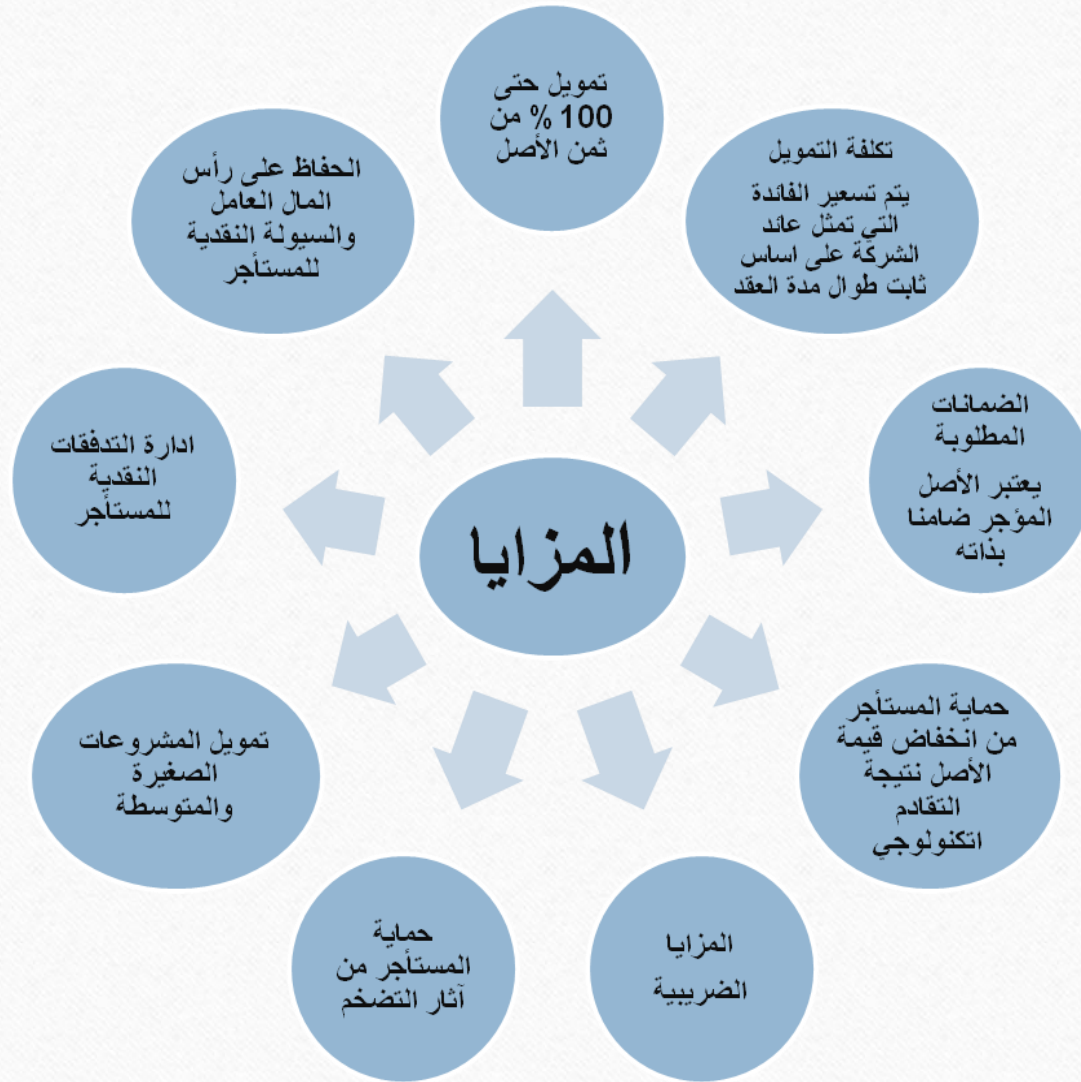 تمويل حتى
100 % من
ثمن الأصل
تكلفة التمويل
يتم تسعير الفائدة
التي تمثل عائد
الشركة على اساس
ثابت طوال مدة العقد
الضمانات
المطلوبة
يعتبر الأصل
المؤجر ضامنا
بذاته
حماية المستأجر
من انخفاض قيمة
الأصل نتيجة
التقادم
اتكنولوجي
المزايا
الضريبية
حماية
المستأجر من
آثار التضخم
تمويل المشروعات
الصغيرة
والمتوسطة
ادارة التدفقات
النقدية
للمستأجر
الحفاظ على رأس
المال العامل
والسيولة النقدية
للمستأجر
المزايا